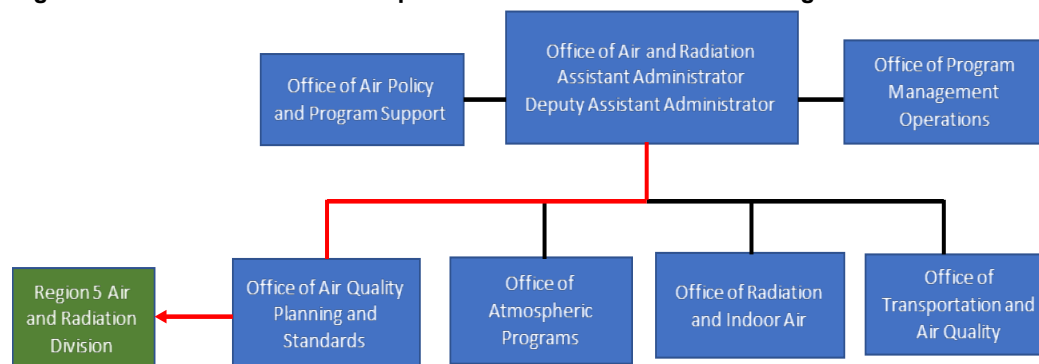 Office of Air Policy
and Program Support
Office of Air and Radiation
Assistant Administrator
Deputy Assistant Administrator
Office of Program
Management
Operations
Region 5 Air
and Radiation
Division
Office of Air Quality
Planning and
Standards
Office of
Atmospheric
Programs
Office of Radiation
and Indoor Air
Office of
Transportation and
Air Quality